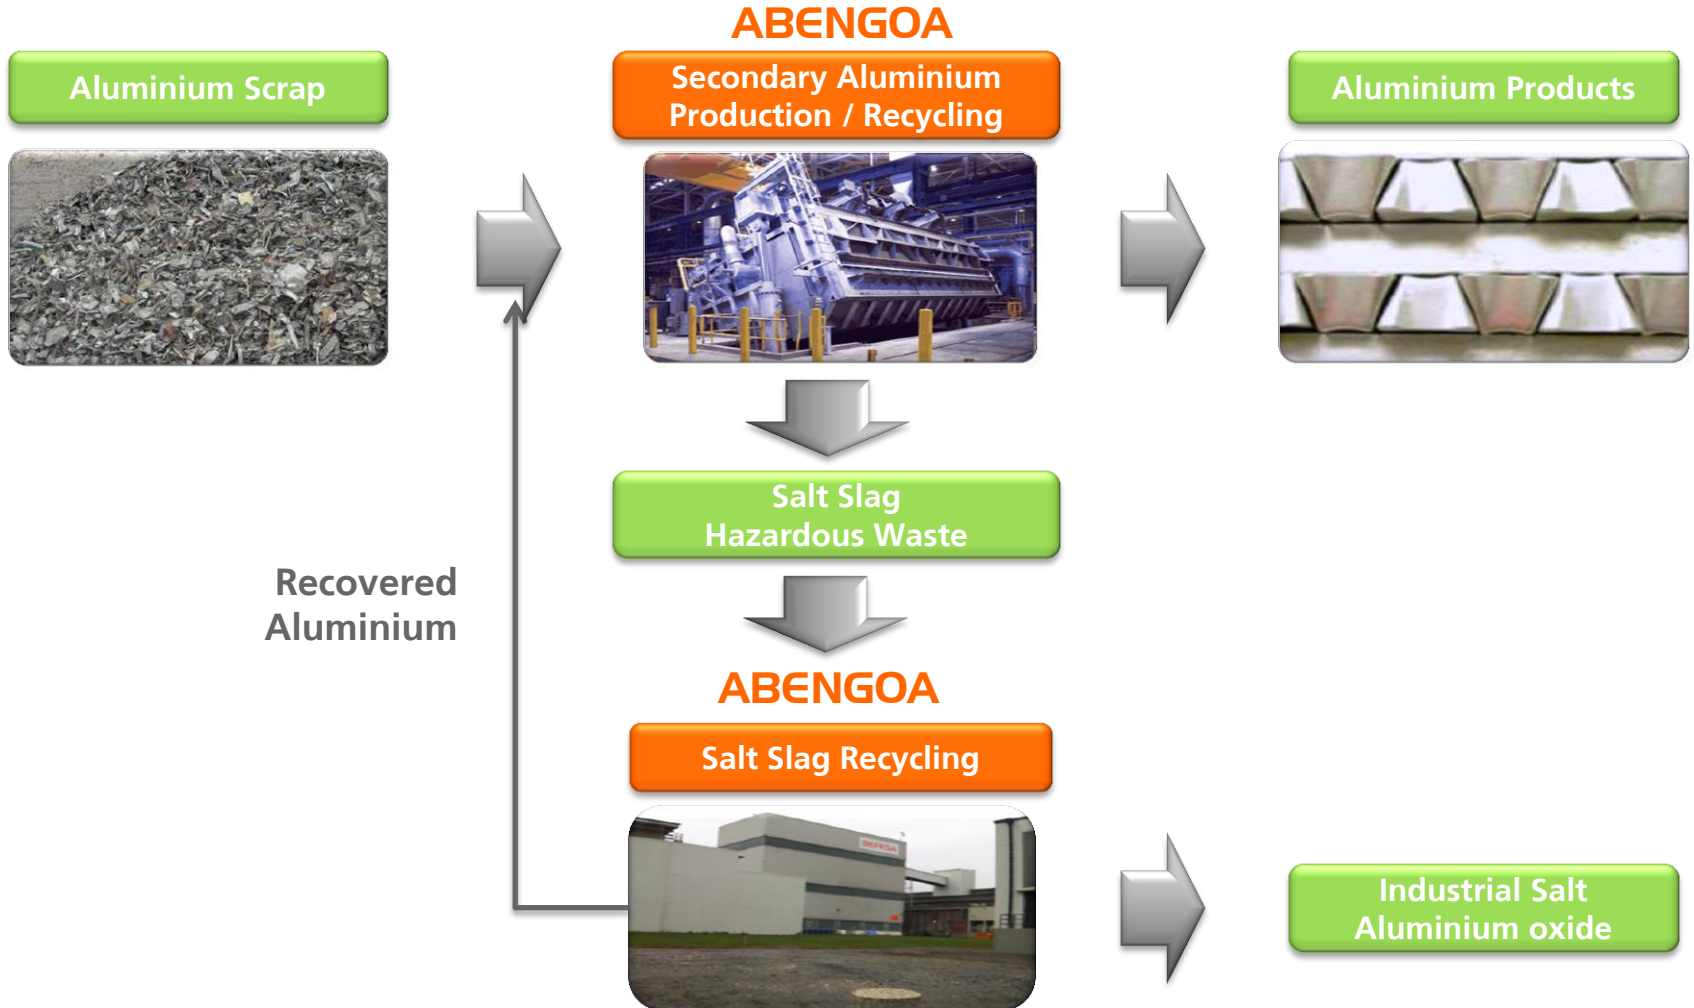 ABENGOA
Aluminium Scrap
Secondary Aluminium
Production / Recycling
Aluminium Products
Salt Slag
Hazardous Waste
Recovered
Aluminium
ABENGOA
Salt Slag Recycling
BEFESA
Industrial Salt
Aluminium oxide